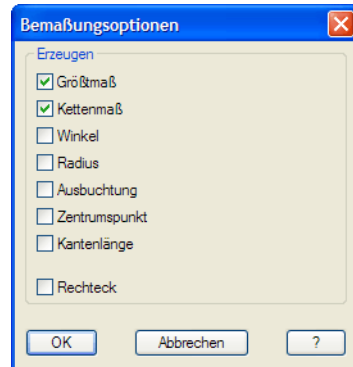 Bemaßungsoptionen
Erzeugen
Größtmaß
Kettenmaß
Winkel
Radius
Ausbuchtung
Zentrumspunkt
Kantenlänge
Rechteck
OK Abbrechen ?